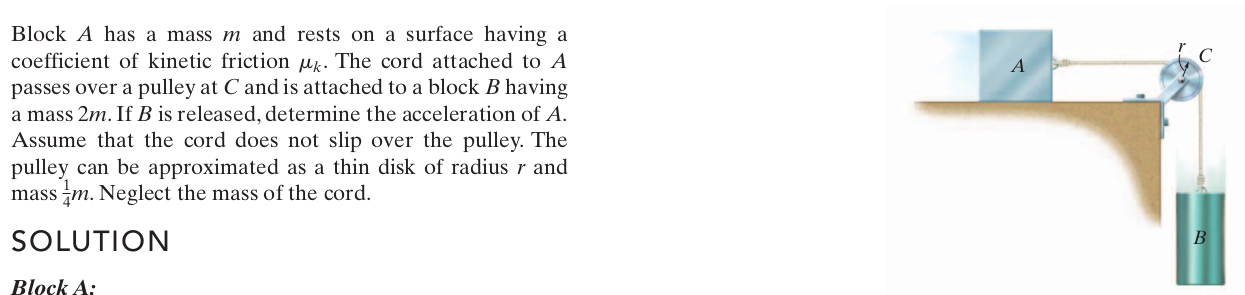 Block A has a mass m and rests on a surface having a
coefficient of kinetic friction μk. The cord attached to A
passes over a pulley at C and is attached to a block B having
a mass 2m. If B is released, determine the acceleration of A.
Assume that the cord does not slip over the pulley. The
pulley can be approximated as a thin disk of radius r and
mass 1/4m. Neglect the mass of the cord.
SOLUTION
Block A:
A
r
C
B